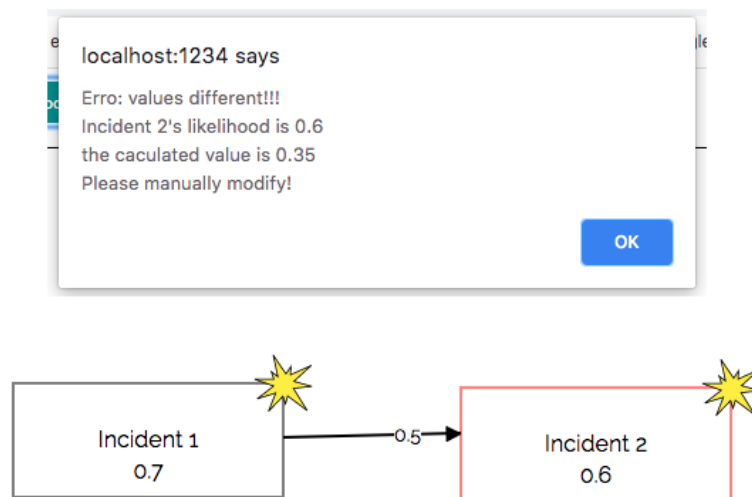 localhost:1234 says
Erro: values different!!!
Incident 2's likelihood is 0.6
the caculated value is 0.35
Please manually modify!
OK
Incident 1
0.7
0.5
Incident 2
0.6